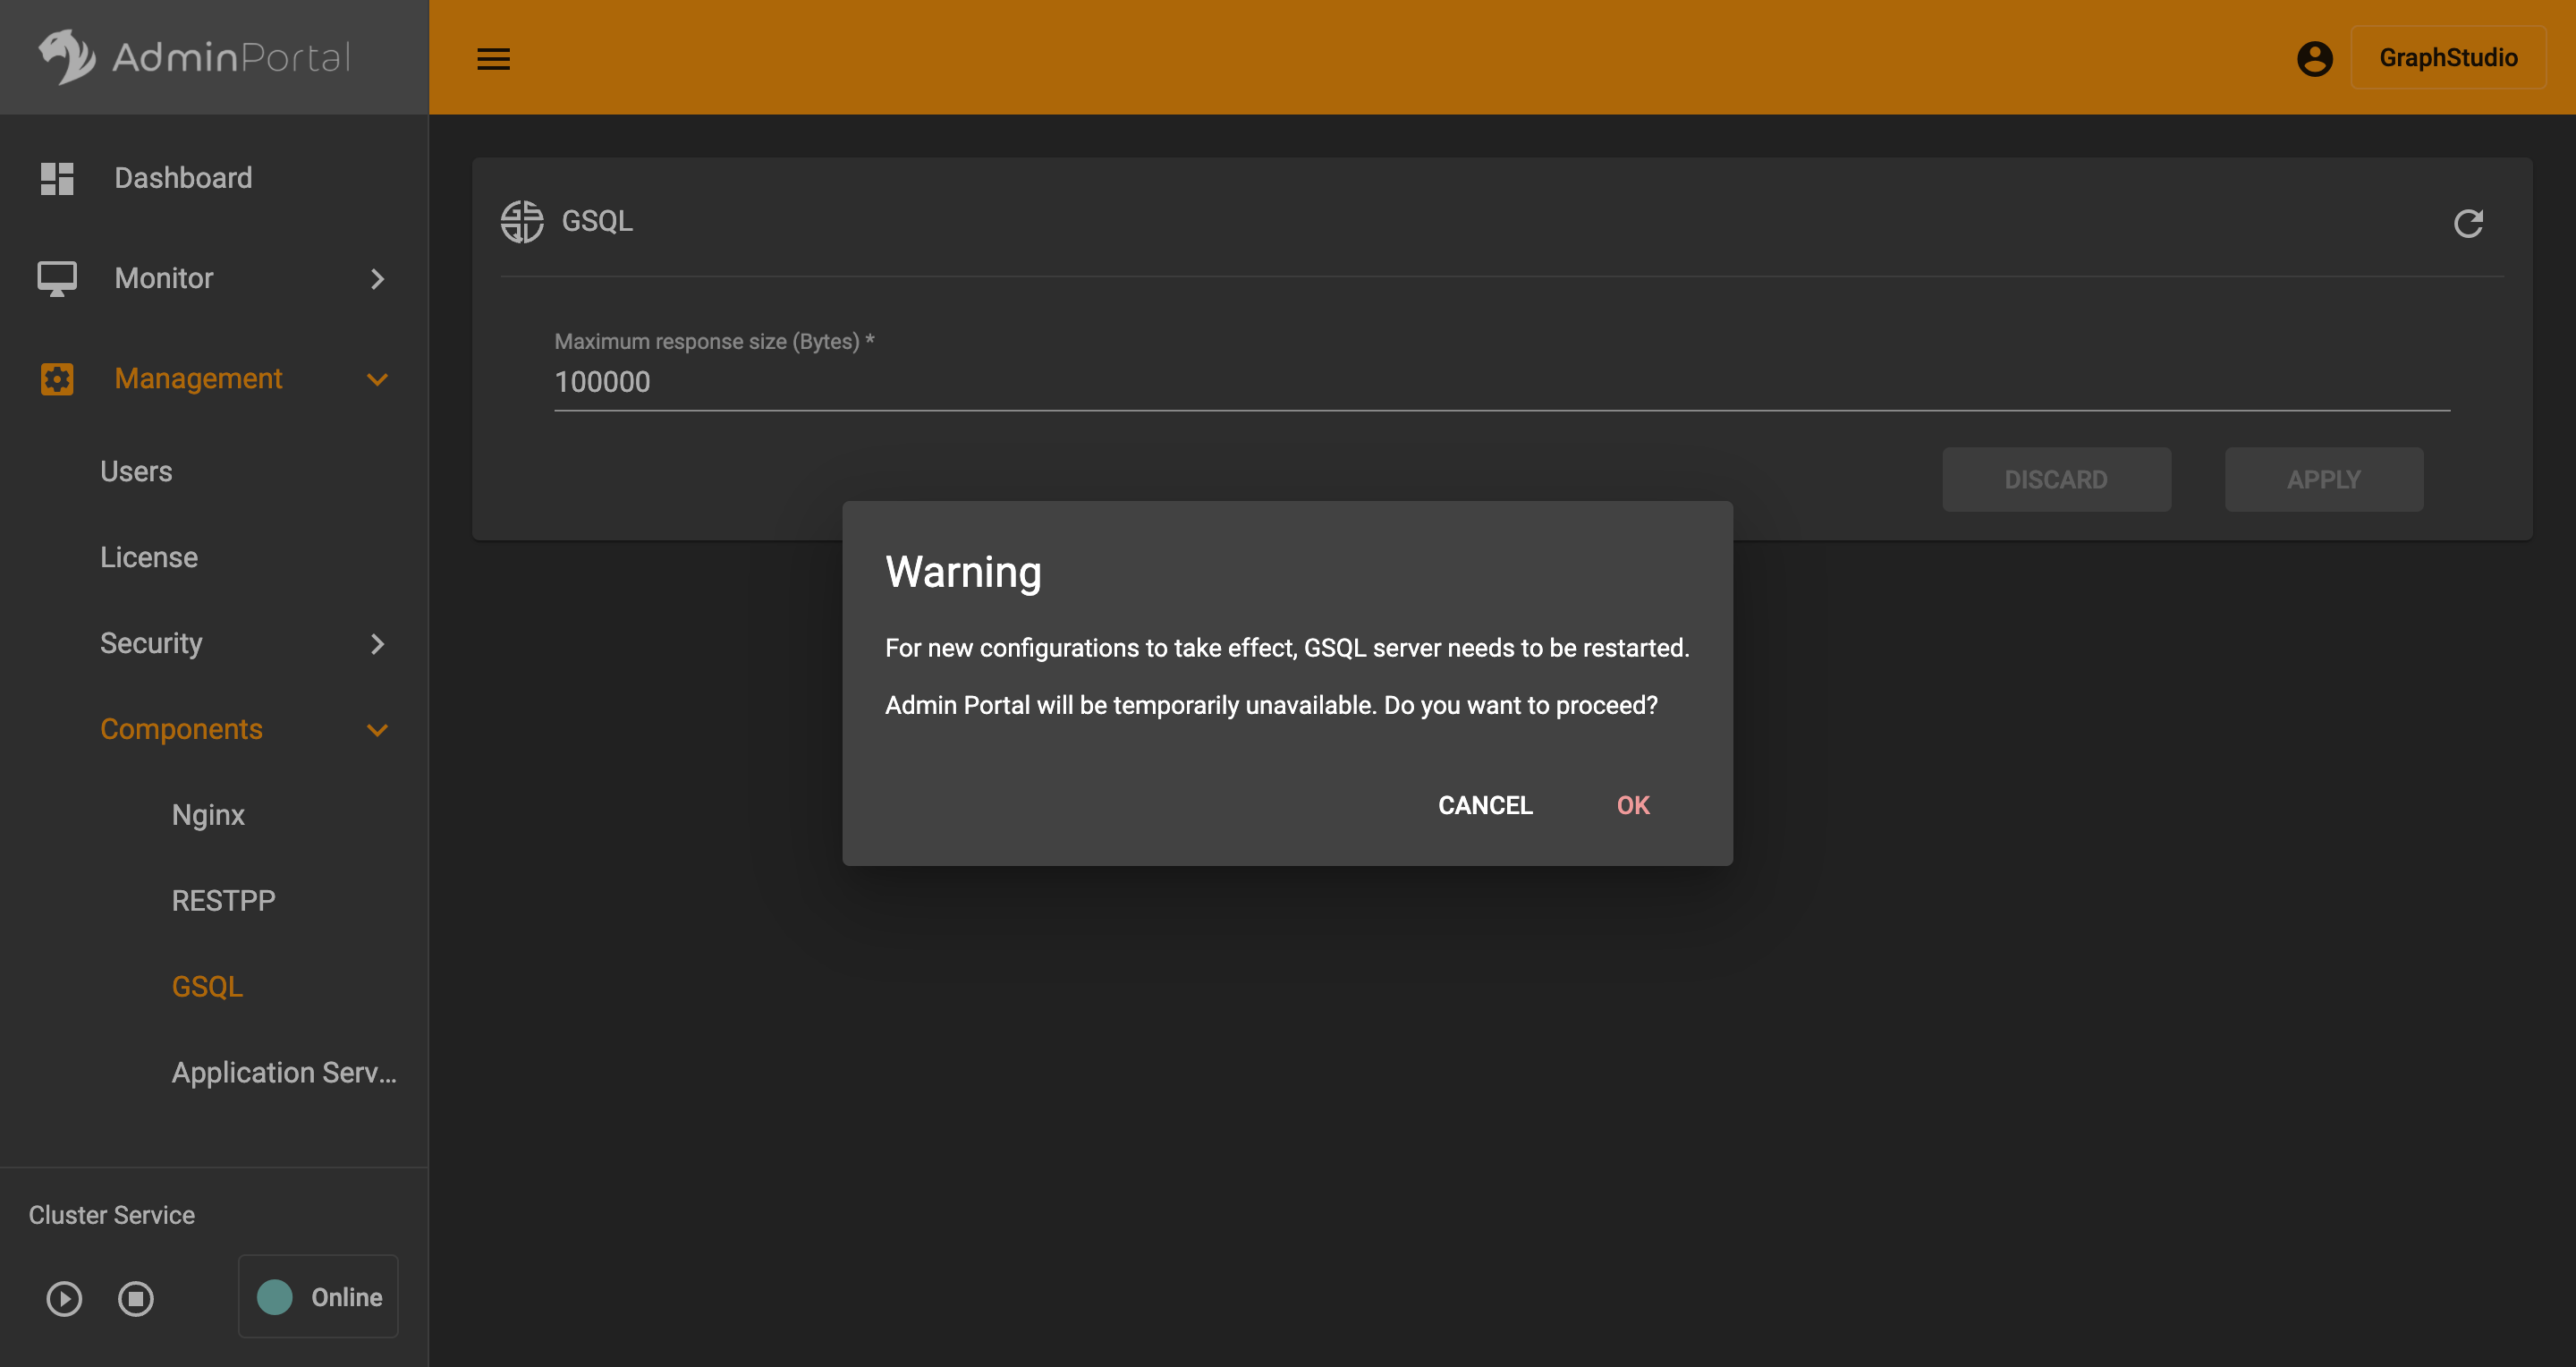 AdminPortal
GraphStudio
Dashboard
Monitor
Management
Users
License
Security
Components
Nginx
RESTPP
GSQL
Application Serv...
Cluster Service
Online
GSQL
Maximum response size (Bytes) *
100000
DISCARD
APPLY
Warning
For new configurations to take effect, GSQL server needs to be restarted.
Admin Portal will be temporarily unavailable. Do you want to proceed?
CANCEL
OK